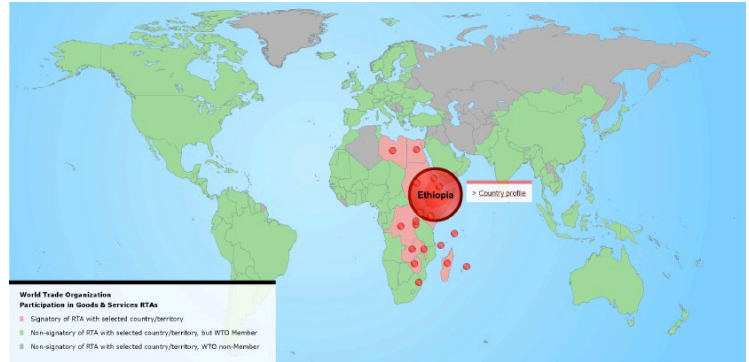 Ethiopia
> Country profile
World Trade Organization
Participation in Goods & Services RTAs
Signatory of RTA with selected country/territory
Non-signatory of RTA with selected country/territory, but WTO Member
Non-signatory of RTA with selected country/territory, WTO non-Member